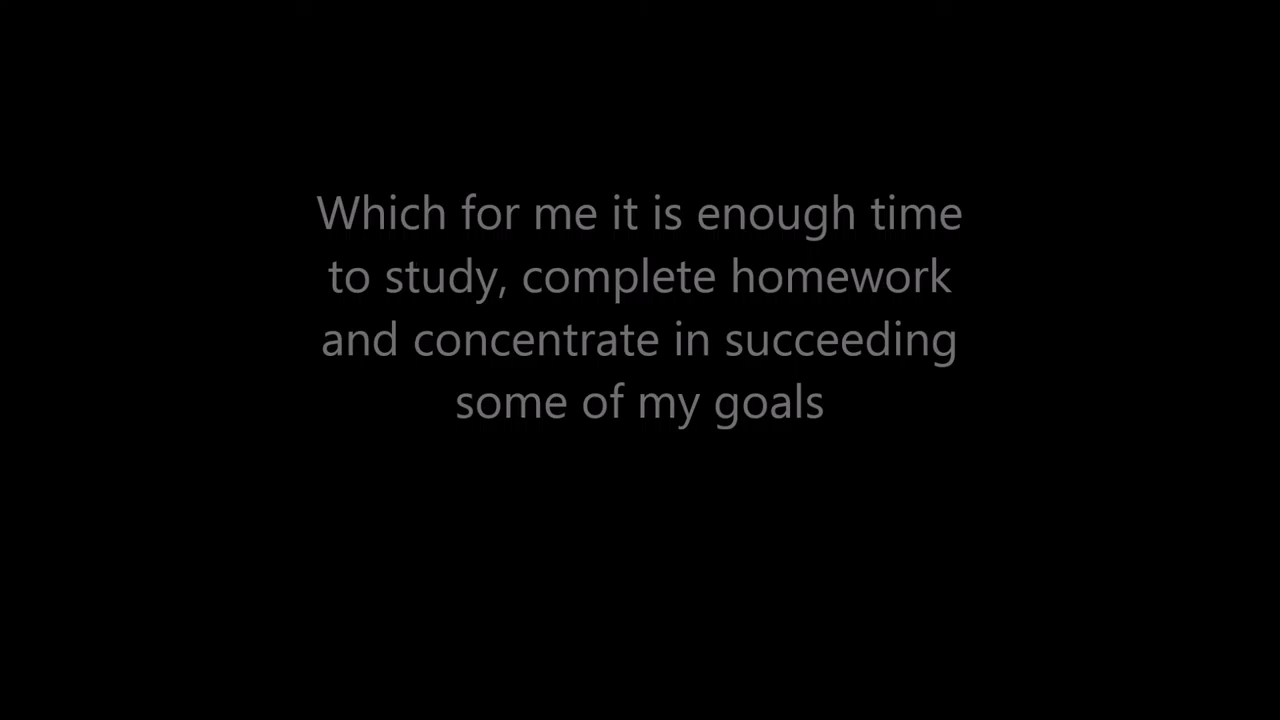 Which for me it is enough time
to study, complete homework
and concentrate in succeeding
some of my goals